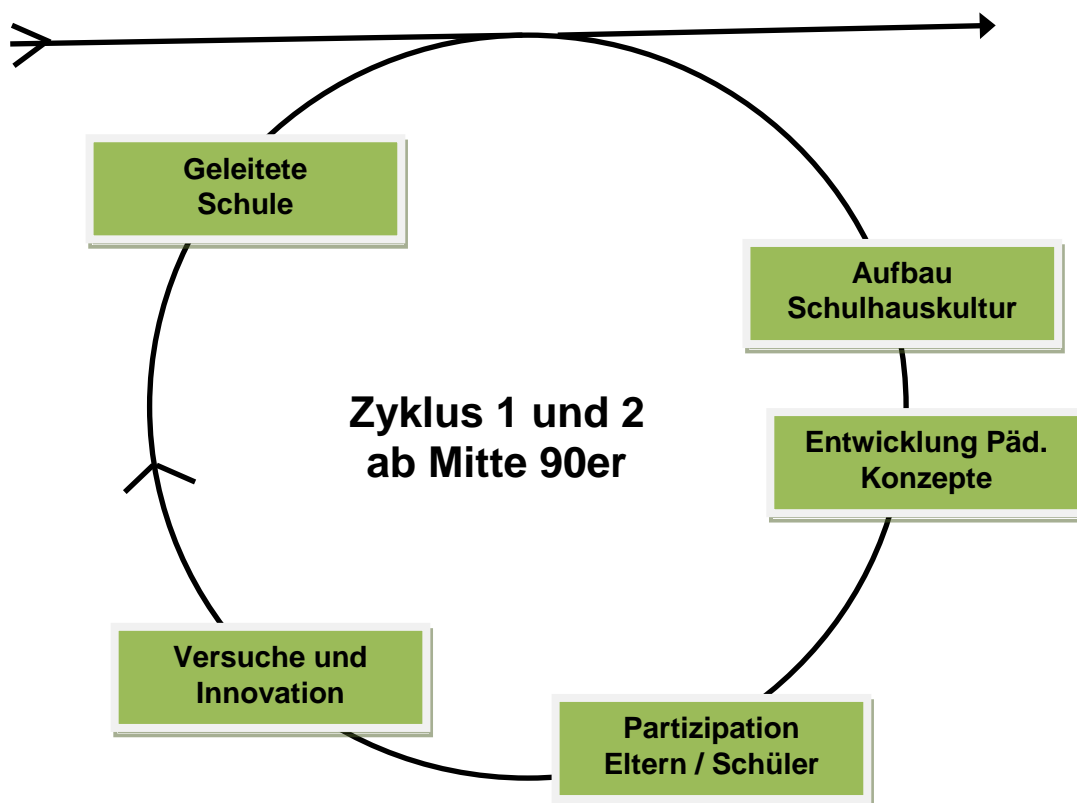 Geleitete
Schule
Aufbau
Schulhauskultur
Zyklus 1 und 2
ab Mitte 90er
Entwicklung Päd.
Konzepte
Versuche und
Innovation
Partizipation
Eltern / Schüler